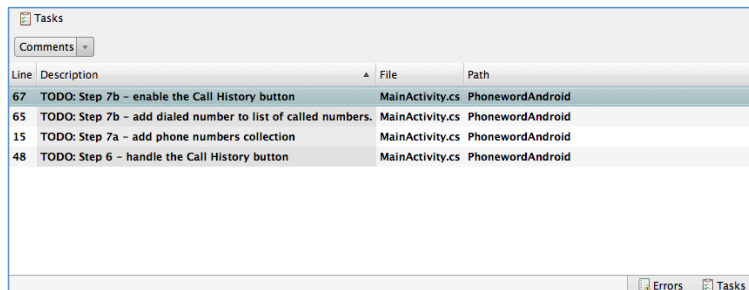 Tasks
Comments
Line Description File Path
67 TODO: Step 7b – enable the Call History button MainActivity.cs PhonewordAndroid
65 TODO: Step 7b – add dialed number to list of called numbers. MainActivity.cs PhonewordAndroid
15 TODO: Step 7a – add phone numbers collection MainActivity.cs PhonewordAndroid
48 TODO: Step 6 – handle the Call History button MainActivity.cs PhonewordAndroid
Errors Tasks